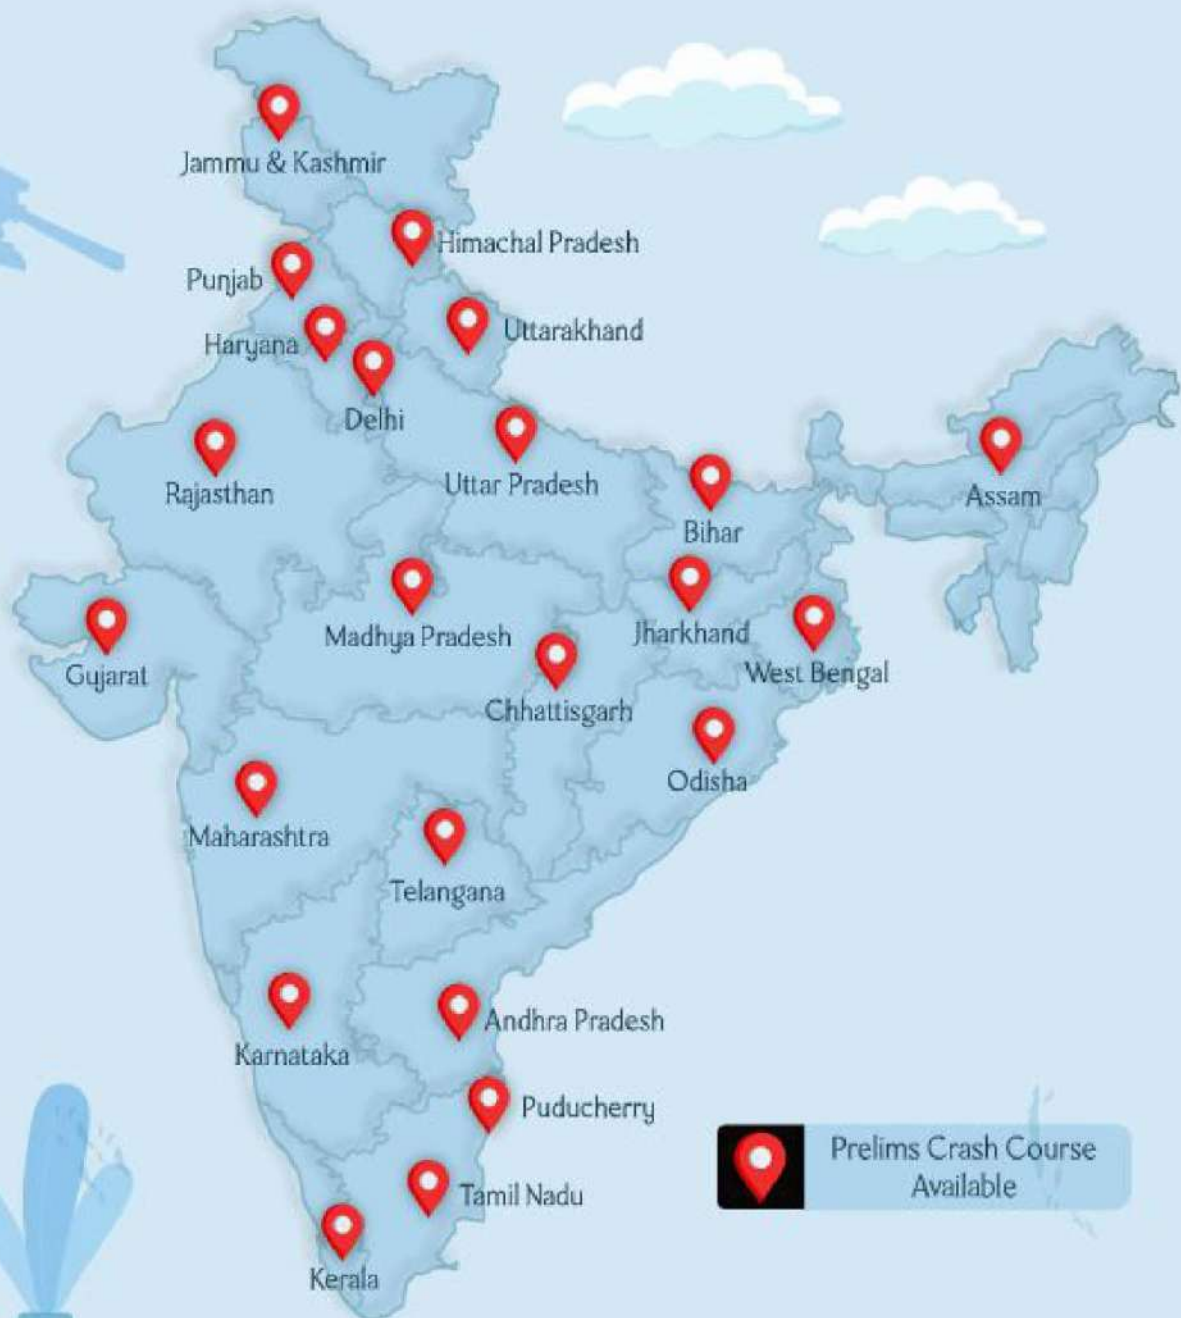 Jammu & Kashmir
Himachal Pradesh
Punjab
Uttarakhand
Haryana
Delhi
Rajasthan
Uttar Pradesh
Assam
Bihar
Madhya Pradesh
Jharkhand
Gujarat
West Bengal
Chhattisgarh
Odisha
Maharashtra
Telangana
Andhra Pradesh
Karnataka
Puducherry
Prelims Crash Course
Available
Tamil Nadu
Kerala